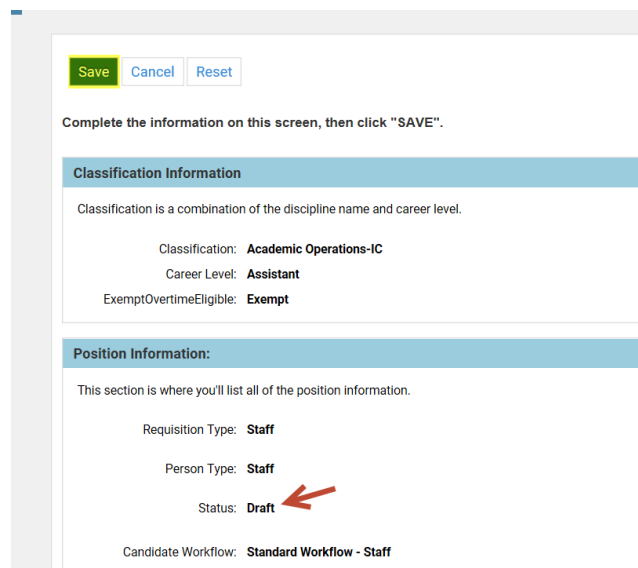 Save Cancel Reset
Complete the information on this screen, then click "SAVE".
Classification Information
Classification is a combination of the discipline name and career level.
Classification: Academic Operations-IC
Career Level: Assistant
ExemptOvertimeEligible: Exempt
Position Information:
This section is where you'll list all of the position information.
Requisition Type: Staff
Person Type: Staff
Status: Draft
Candidate Workflow: Standard Workflow - Staff